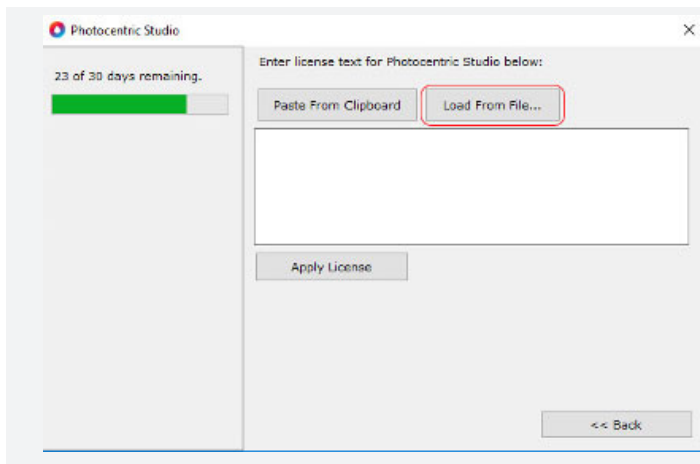 Photocentric Studio
23 of 30 days remaining.
Enter license text for Photocentric Studio below:
Paste From Clipboard
Load From File...
Apply License
<< Back